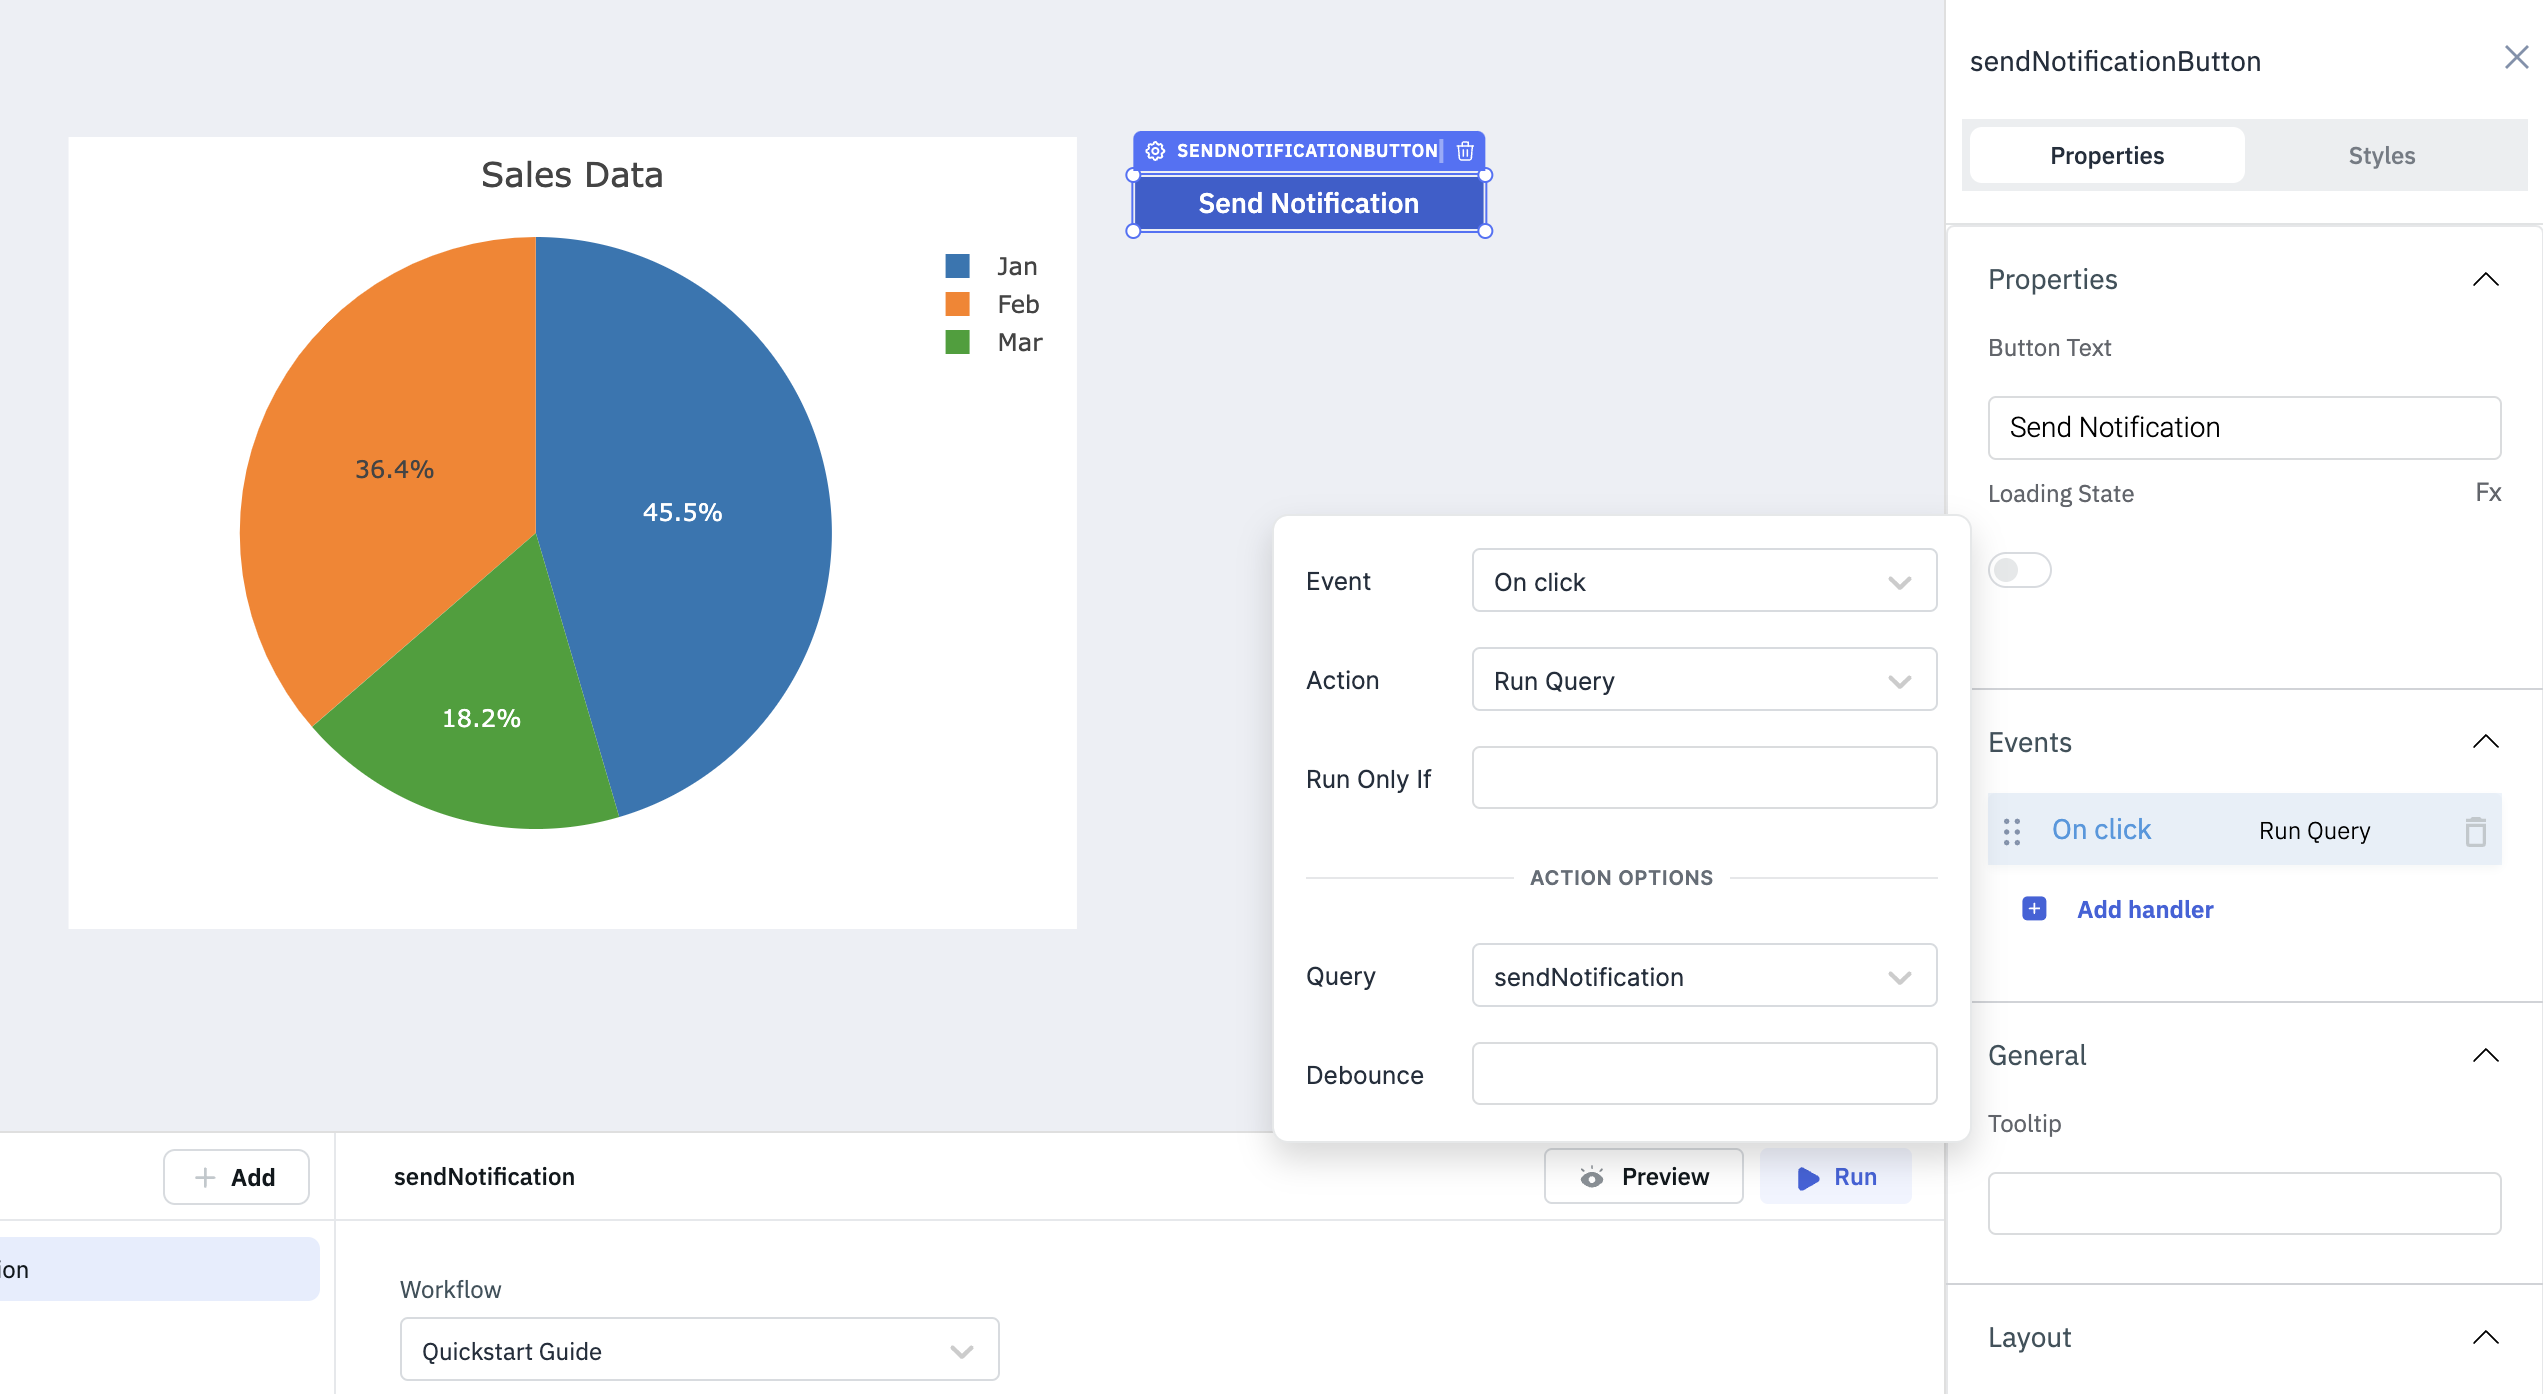 Sales Data
Jan
Feb
Mar
36.4%
45.5%
18.2%
SENDNOTIFICATIONBUTTON
Send Notification
Event
On click
Action
Run Query
Run Only If
ACTION OPTIONS
Query
sendNotification
Debounce
sendNotificationButton
Properties
Styles
Properties
Button Text
Send Notification
Loading State
Fx
Events
On click
Run Query
Add handler
General
Tooltip
Layout
Add
ion
sendNotification
Preview
Run
Workflow
Quickstart Guide